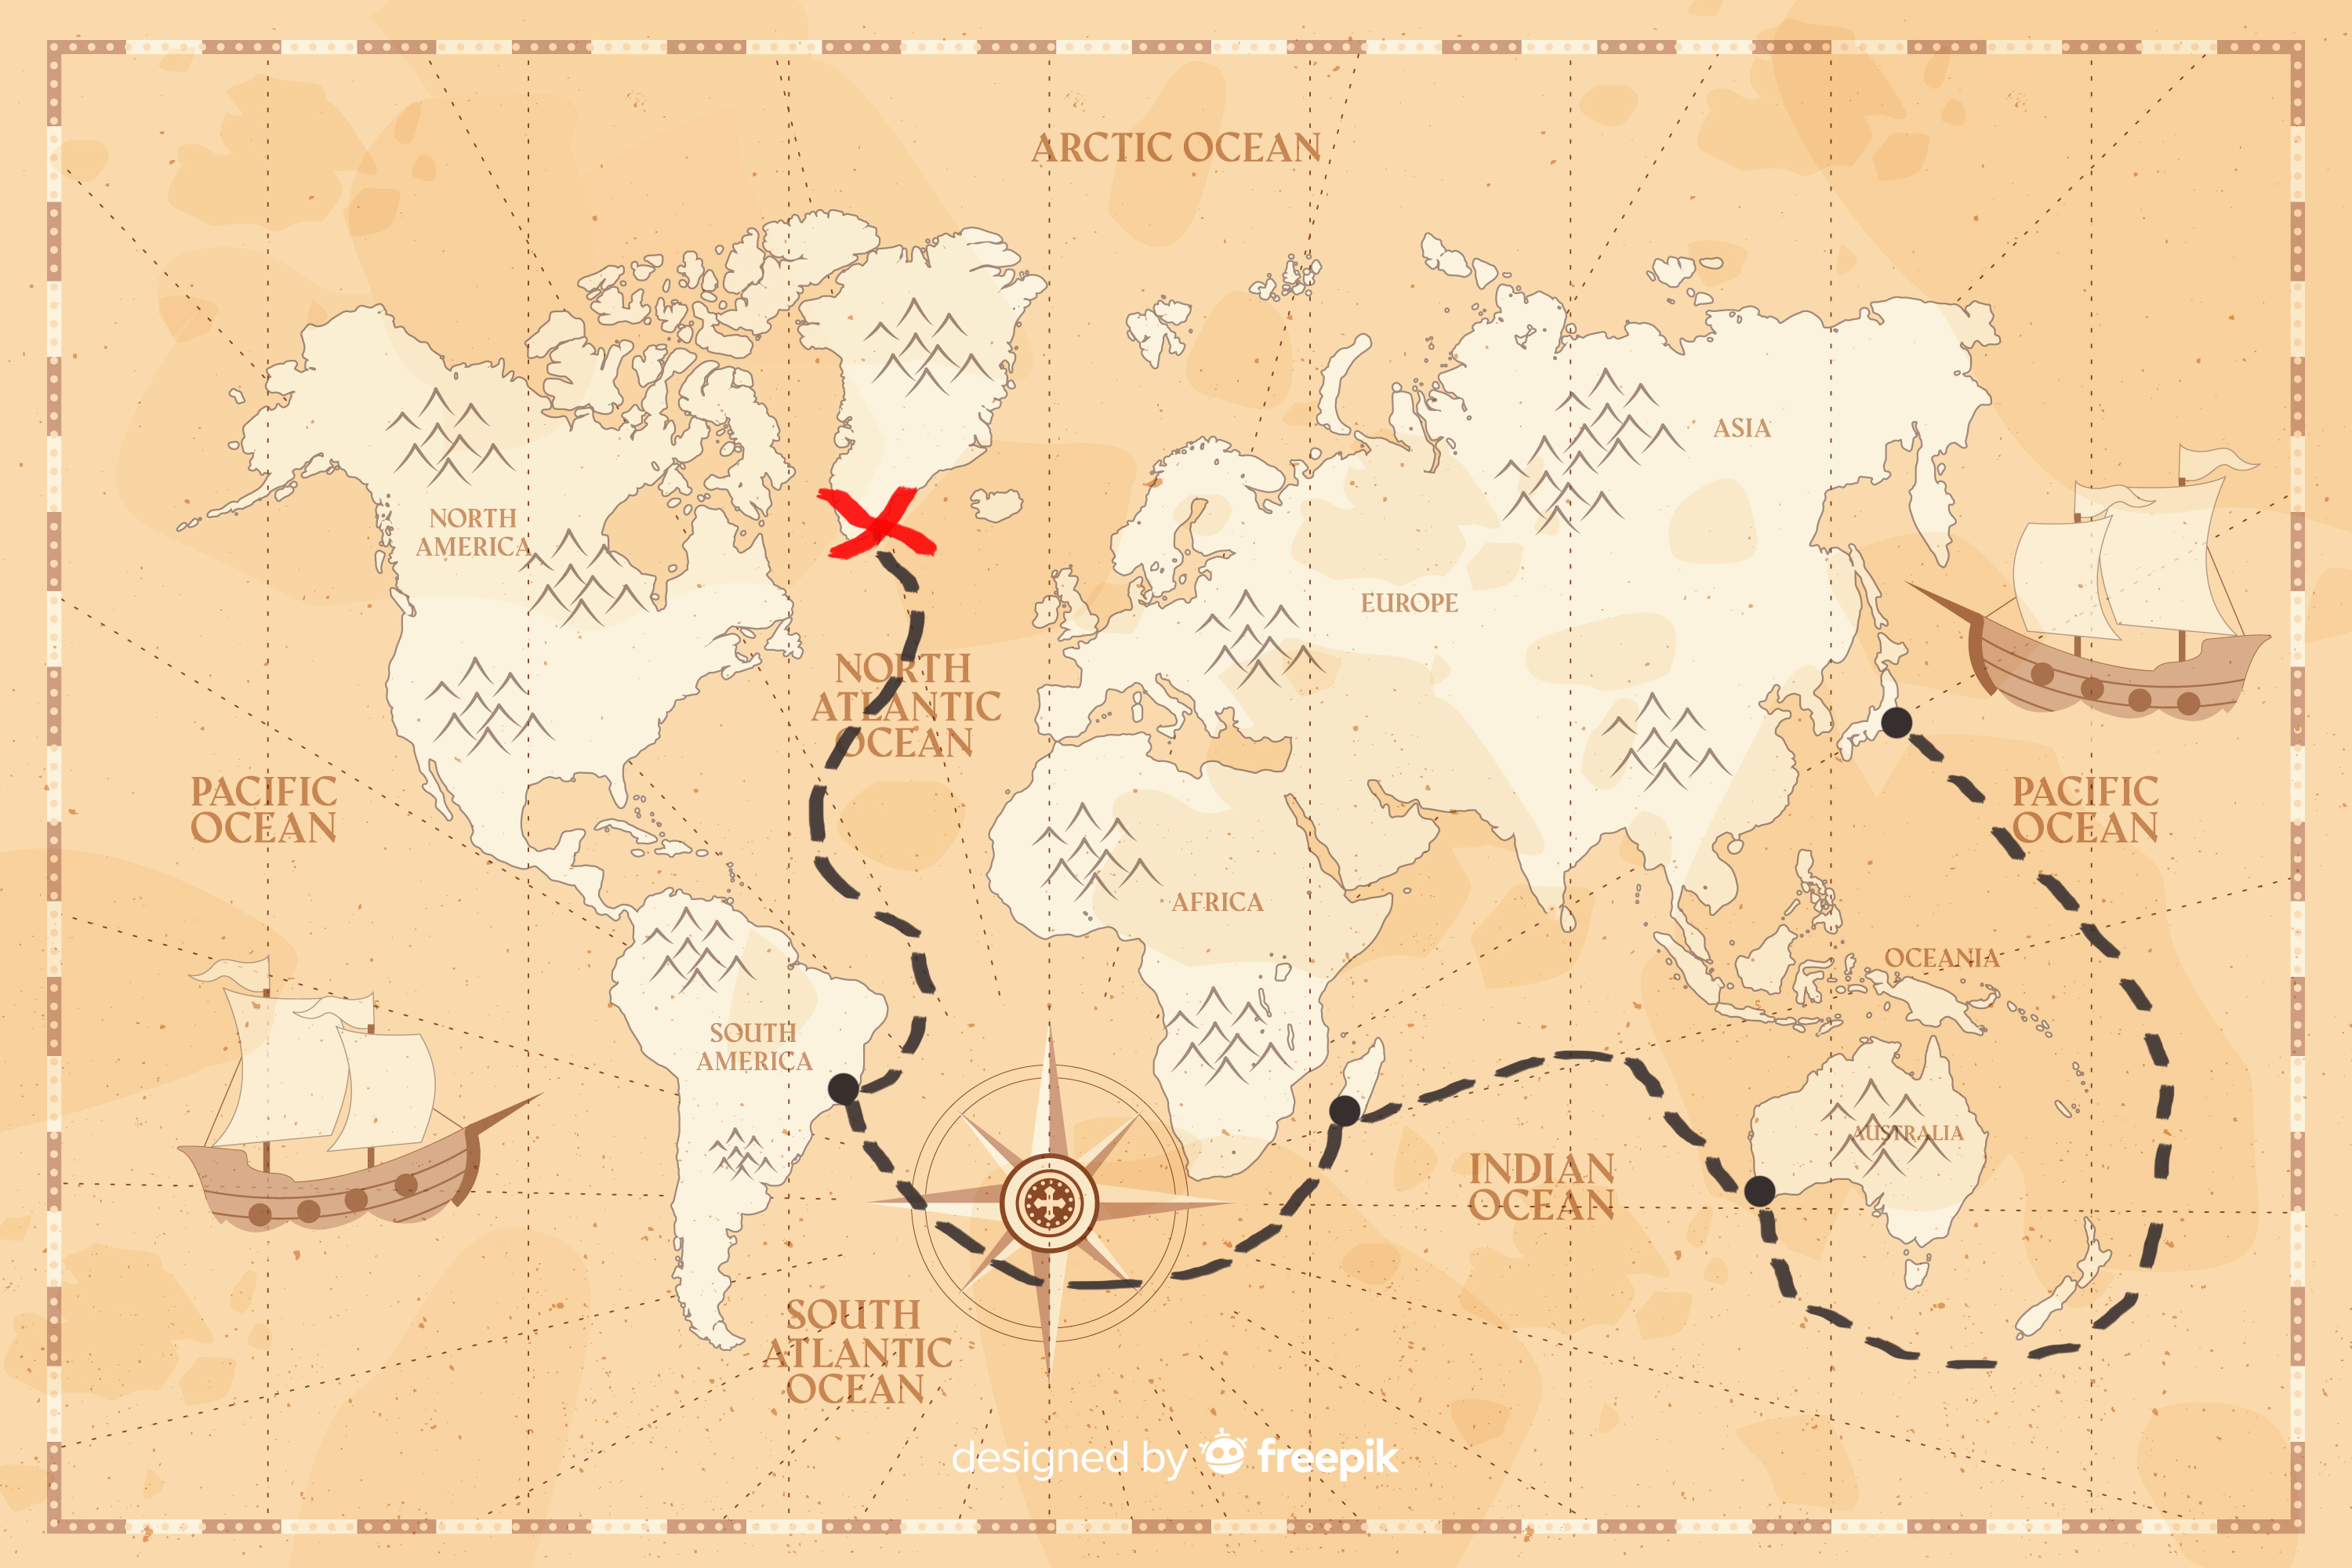 ARCTIC OCEAN
ASIA
NORTH
AMERICA
EUROPE
NORTH
ATLANTIC
OCEAN
PACIFIC
OCEAN
PACIFIC
OCEAN
AFRICA
OCEANIA
SOUTH
AMERICA
AUSTRALIA
INDIAN
OCEAN
SOUTH
ATLANTIC
OCEAN
designed by freepik